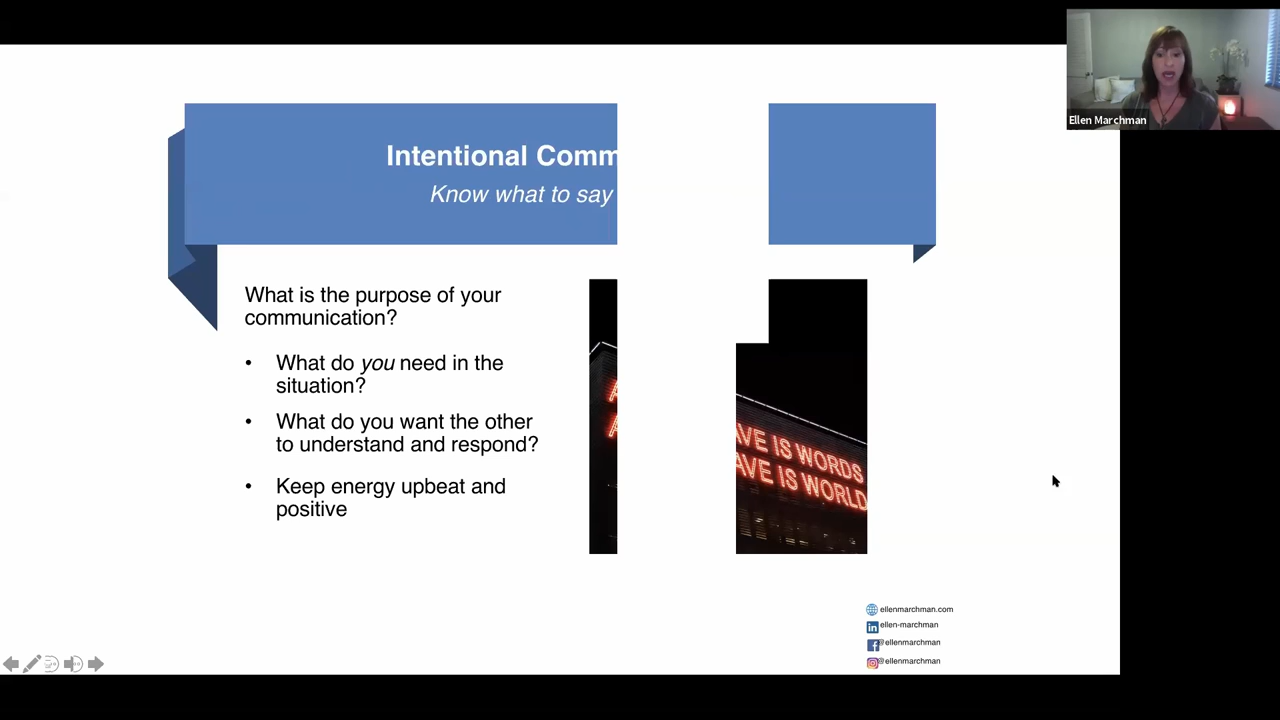 Ellen Marchman
Intentional Comm
Know what to say
What is the purpose of your
communication?
• What do you need in the
situation?
• What do you want the other
to understand and respond?
• Keep energy upbeat and
positive
AVE IS WORDS
AVE IS WORLD
ellenmarchman.com
ellen-marchman
@ellenmarchman
@ellenmarchman